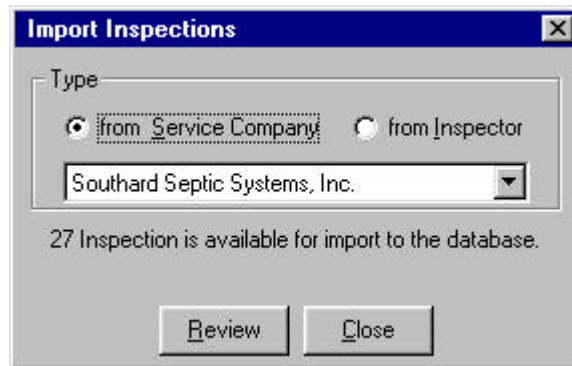 Import Inspections
Type
from Service Company
from Inspector
Southard Septic Systems, Inc.
27 Inspection is available for import to the database.
Review
Close